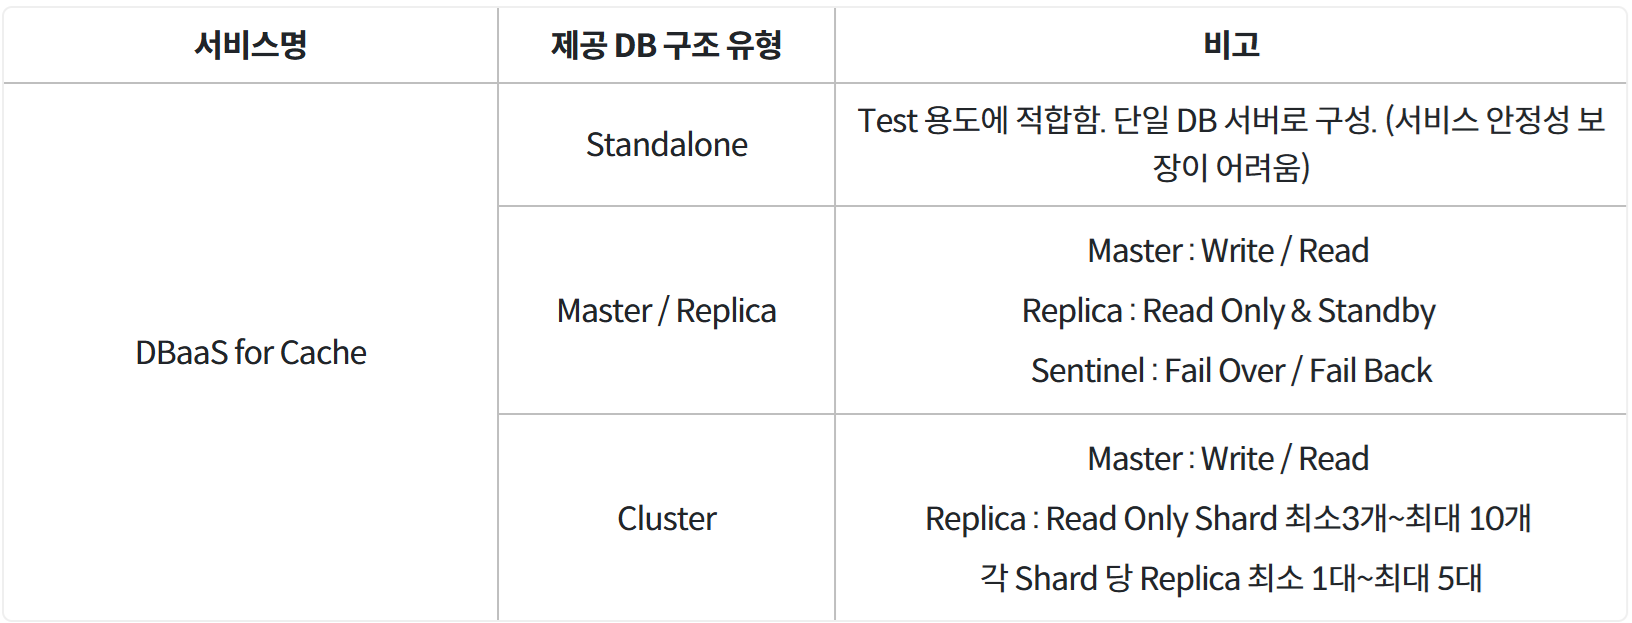 서비스명
제공 DB 구조 유형
비고
DBaaS for Cache
Standalone
Test 용도에 적합함. 단일 DB 서버로 구성. (서비스 안정성 보
장이 어려움)
Master / Replica
Master : Write / Read
Replica : Read Only & Standby
Sentinel : Fail Over / Fail Back
Cluster
Master : Write / Read
Replica : Read Only Shard 최소3개~최대 10개
각 Shard 당 Replica 최소 1대~최대 5대